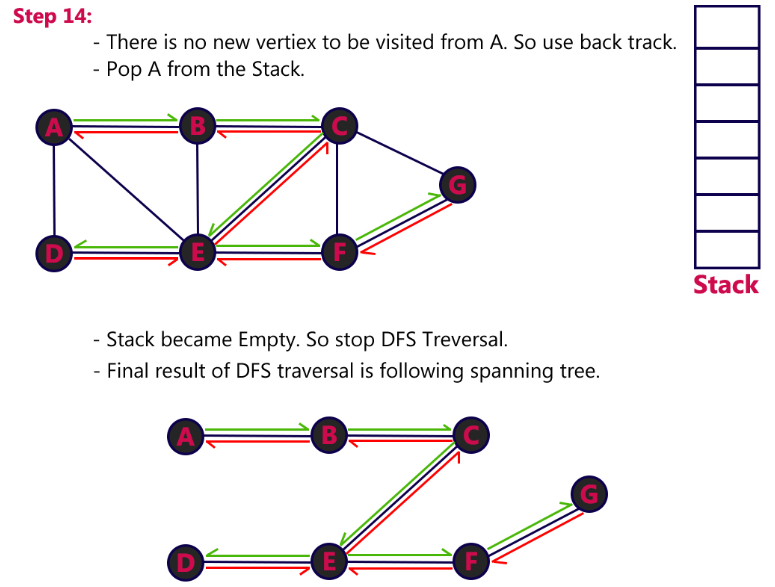 Step 14:
- There is no new vertiex to be visited from A. So use back track.
- Pop A from the Stack.
A B C
G
D E F
Stack
- Stack became Empty. So stop DFS Treversal.
- Final result of DFS traversal is following spanning tree.
A B C
G
D E F